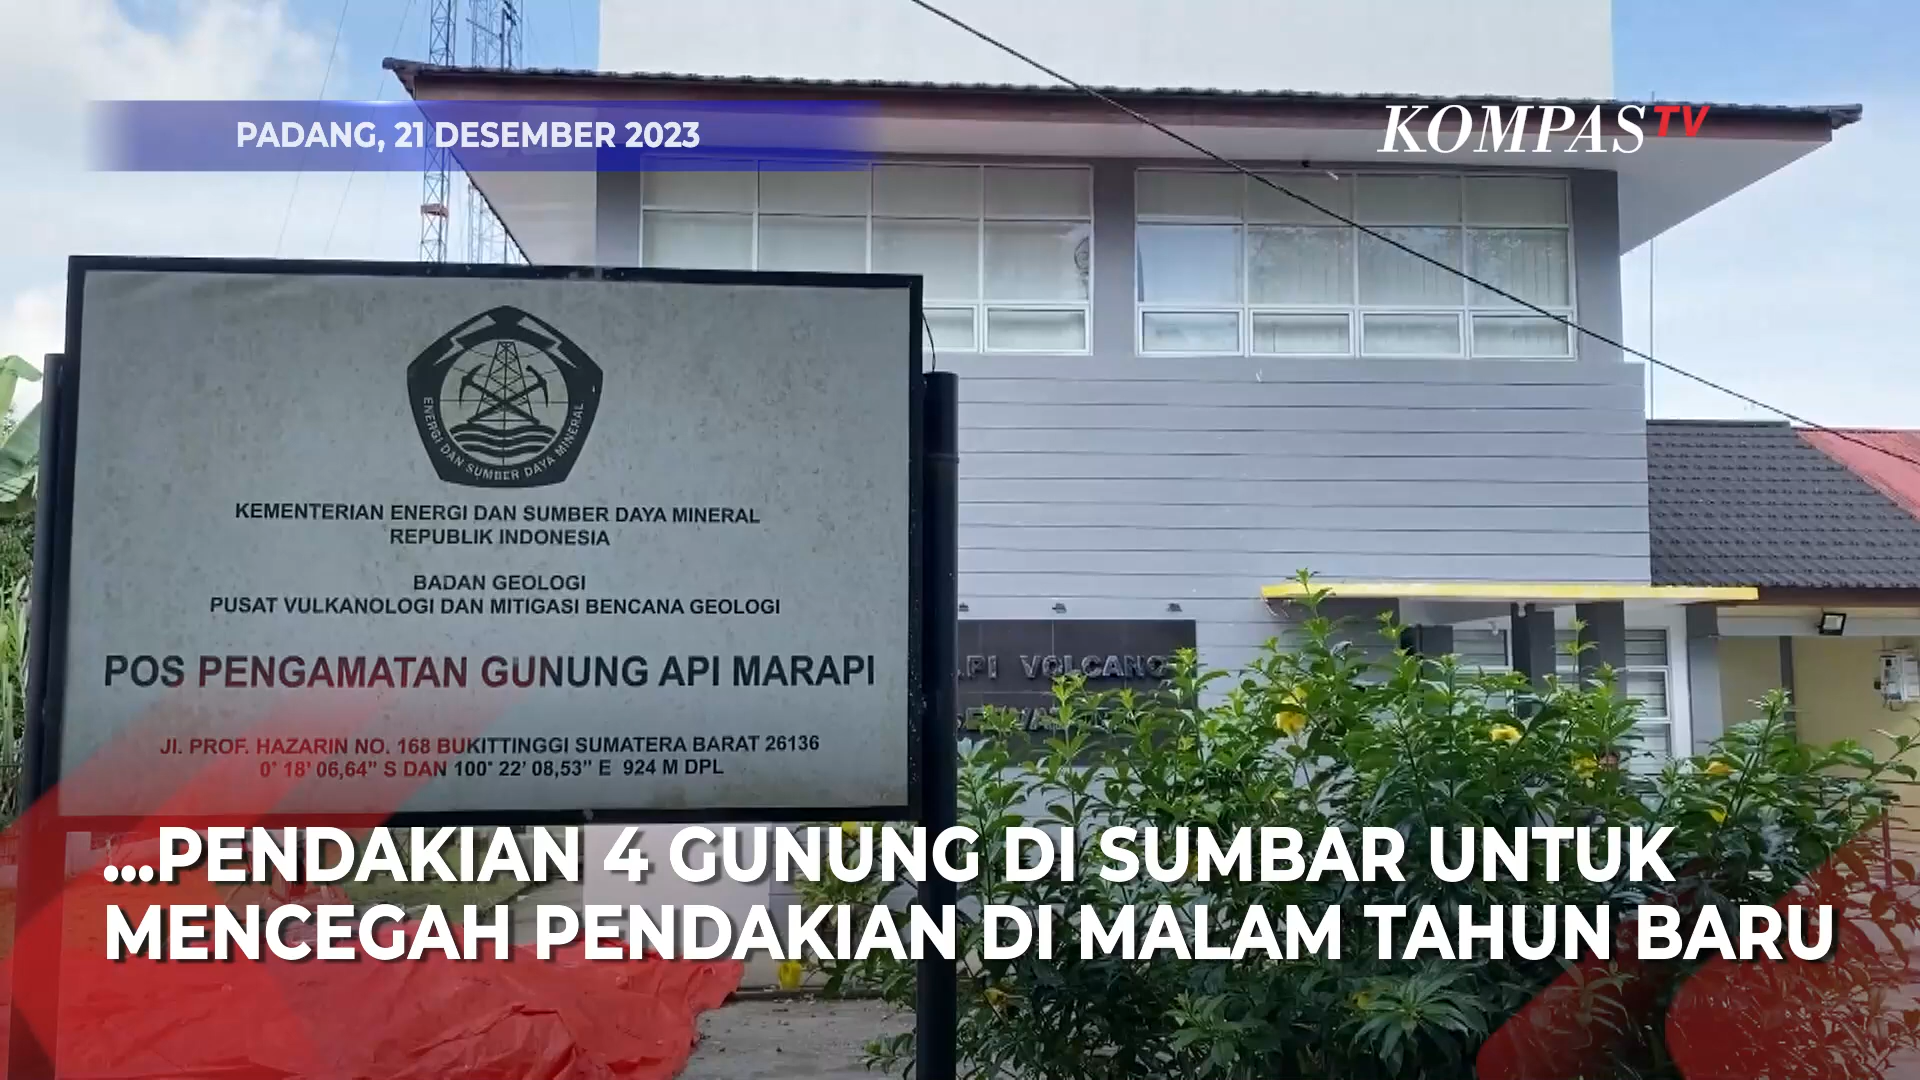 PADANG, 21 DESEMBER 2023
KOMPAS TV
ENERGI DAN SUMBER DAYA MINERAL
KEMENTERIAN ENERGI DAN SUMBER DAYA MINERAL
REPUBLIK INDONESIA
BADAN GEOLOGI
PUSAT VULKANOLOGI DAN MITIGASI BENCANA GEOLOGI
POS PENGAMATAN GUNUNG API MARAPI
Jl. PROF. HAZARIN NO. 168 BUKITTINGGI SUMATERA BARAT 26136
0° 18' 06,64" S DAN 100° 22' 08,53" E 924 M DPL
VOLCANO
...PENDAKIAN 4 GUNUNG DI SUMBAR UNTUK
MENCEGAH PENDAKIAN DI MALAM TAHUN BARU